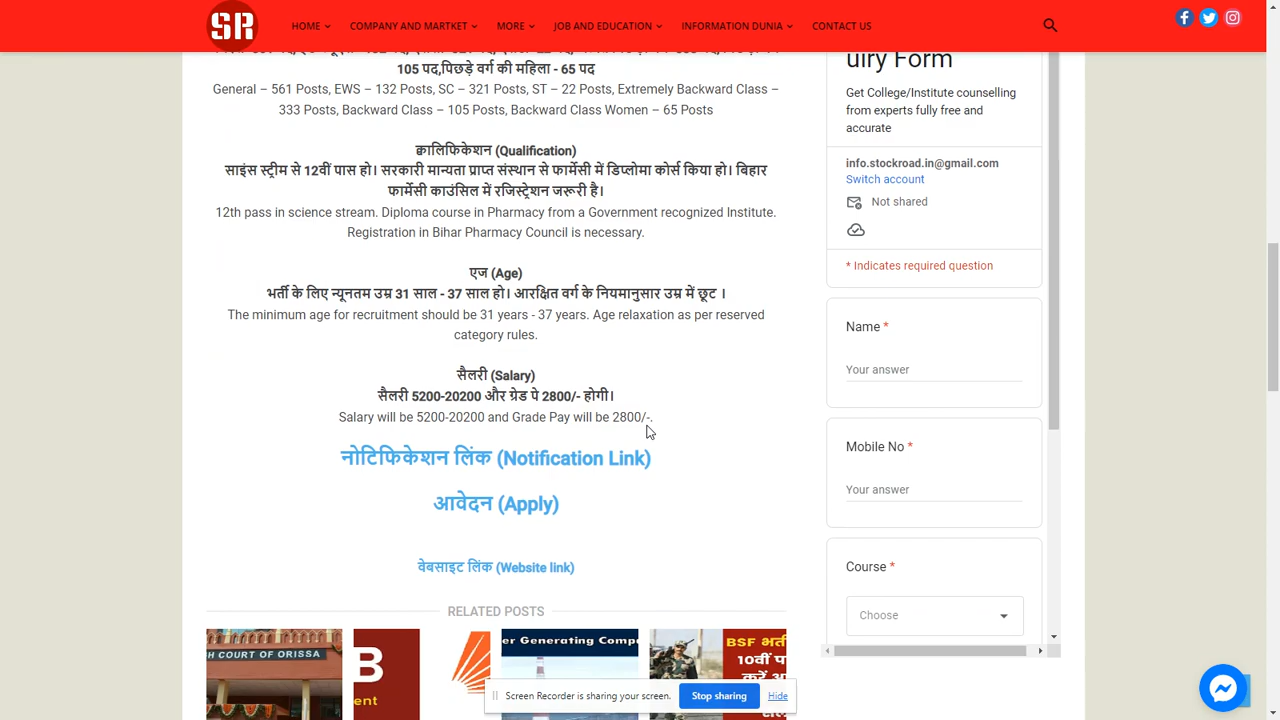 SR
HOME
COMPANY AND MARTKET
MORE
JOB AND EDUCATION
INFORMATION DUNIA
CONTACT US
105 पद,पिछड़े वर्ग की महिला - 65 पद
General – 561 Posts, EWS – 132 Posts, SC – 321 Posts, ST – 22 Posts, Extremely Backward Class –
333 Posts, Backward Class – 105 Posts, Backward Class Women – 65 Posts
क्वालिफिकेशन (Qualification)
साइंस स्ट्रीम से 12वीं पास हो। सरकारी मान्यता प्राप्त संस्थान से फार्मेसी में डिप्लोमा कोर्स किया हो। बिहार
फार्मेसी काउंसिल में रजिस्ट्रेशन जरूरी है।
12th pass in science stream. Diploma course in Pharmacy from a Government recognized Institute.
Registration in Bihar Pharmacy Council is necessary.
एज (Age)
भर्ती के लिए न्यूनतम उम्र 31 साल - 37 साल हो। आरक्षित वर्ग के नियमानुसार उम्र में छूट ।
The minimum age for recruitment should be 31 years - 37 years. Age relaxation as per reserved
category rules.
सैलरी (Salary)
सैलरी 5200-20200 और ग्रेड पे 2800/- होगी।
Salary will be 5200-20200 and Grade Pay will be 2800/-.
नोटिफिकेशन लिंक (Notification Link)
आवेदन (Apply)
वेबसाइट लिंक (Website link)
RELATED POSTS
H COURT OF ORISSA
B
ent
er Generating Comp
BSF भर्ती
10वीं प
Screen Recorder is sharing your screen.
Stop sharing
Hide
uiry Form
Get College/Institute counselling
from experts fully free and
accurate
info.stockroad.in@gmail.com
Switch account
Not shared
* Indicates required question
Name *
Your answer
Mobile No *
Your answer
Course *
Choose